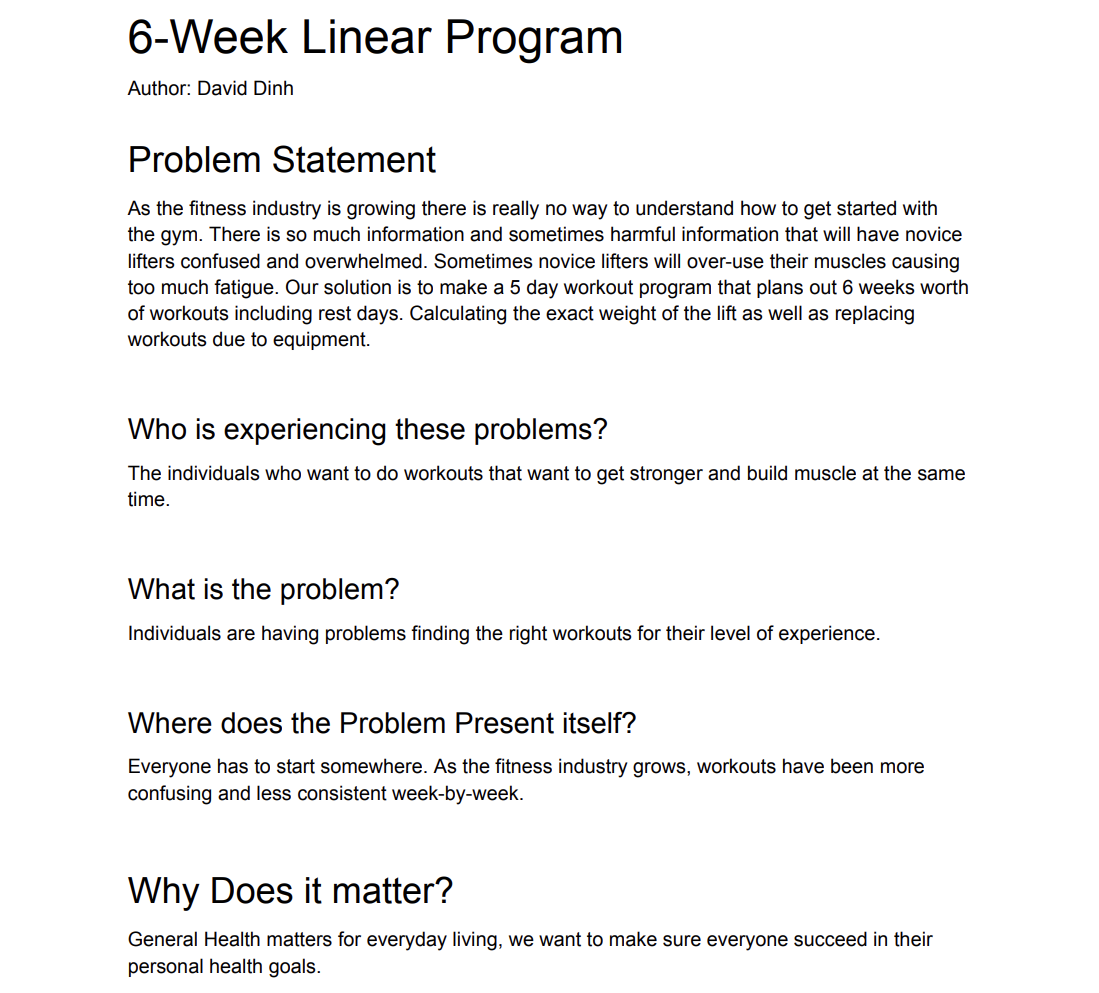 6-Week Linear Program
Author: David Dinh
Problem Statement
As the fitness industry is growing there is really no way to understand how to get started with
the gym. There is so much information and sometimes harmful information that will have novice
lifters confused and overwhelmed. Sometimes novice lifters will over-use their muscles causing
too much fatigue. Our solution is to make a 5 day workout program that plans out 6 weeks worth
of workouts including rest days. Calculating the exact weight of the lift as well as replacing
workouts due to equipment.
Who is experiencing these problems?
The individuals who want to do workouts that want to get stronger and build muscle at the same
time.
What is the problem?
Individuals are having problems finding the right workouts for their level of experience.
Where does the Problem Present itself?
Everyone has to start somewhere. As the fitness industry grows, workouts have been more
confusing and less consistent week-by-week.
Why Does it matter?
General Health matters for everyday living, we want to make sure everyone succeed in their
personal health goals.